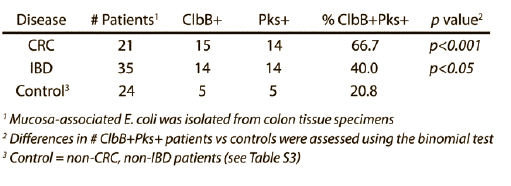 Disease # Patients¹ ClbB+ Pks+ % ClbB+Pks+ p value²
CRC 21 15 14 66.7 p<0.001
IBD 35 14 14 40.0 p<0.05
Control³ 24 5 5 20.8
¹ Mucosa-associated E. coli was isolated from colon tissue specimens
² Differences in # ClbB+Pks+ patients vs controls were assessed using the binomial test
³ Control = non-CRC, non-IBD patients (see Table S3)